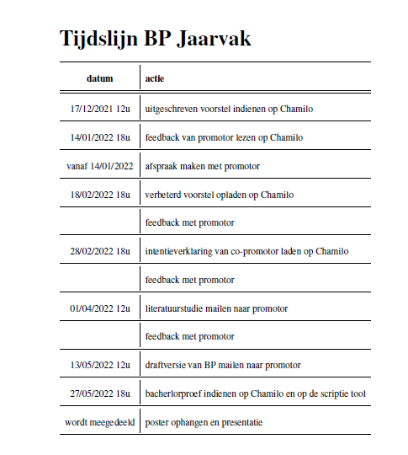 Tijdslijn BP Jaarvak
datum actie
17/12/2021 12u uitgeschreven voorstel indienen op Chamilo
14/01/2022 18u feedback van promotor lezen op Chamilo
vanaf 14/01/2022 afspraak maken met promotor
18/02/2022 18u verbeterd voorstel opladen op Chamilo
feedback met promotor
28/02/2022 18u intentieverklaring van co-promotor laden op Chamilo
feedback met promotor
01/04/2022 12u literatuurstudie mailen naar promotor
feedback met promotor
13/05/2022 12u draftversie van BP mailen naar promotor
27/05/2022 18u bacherlorproef indienen op Chamilo en op de scriptie tool
wordt meegedeeld poster ophangen en presentatie